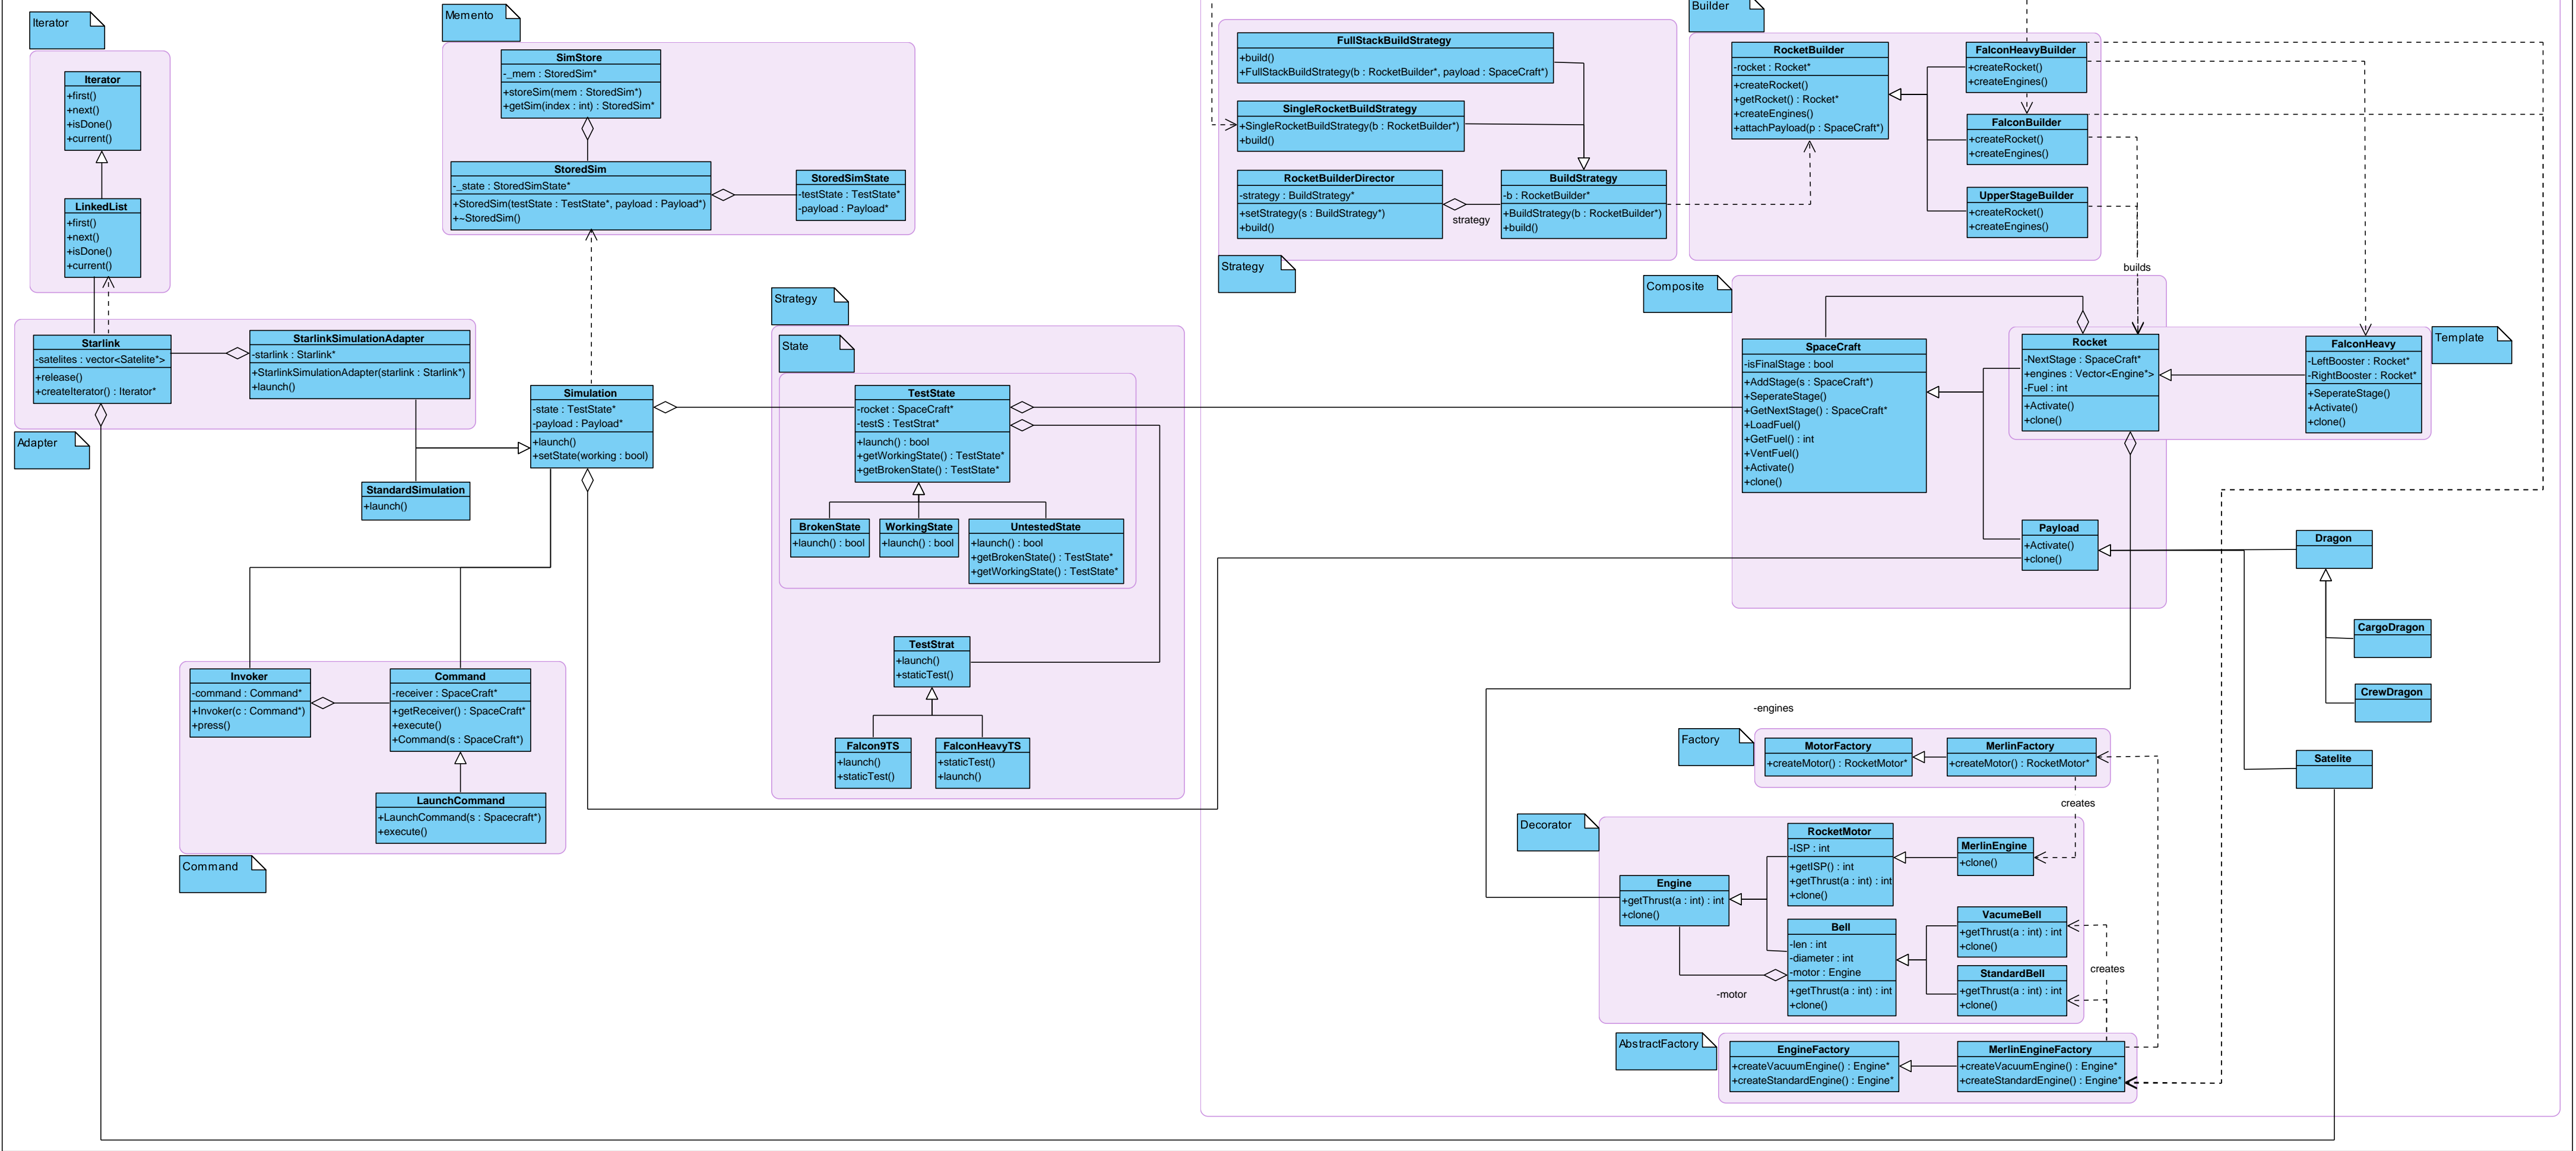 Iterator
Iterator
+first()
+next()
+isDone()
+current()
LinkedList
+first()
+next()
+isDone()
+current()
Memento
SimStore
-_mem : StoredSim*
+storeSim(mem : StoredSim*)
+getSim(index : int) : StoredSim*
StoredSim
-_state : StoredSimState*
+StoredSim(testState : TestState*, payload : Payload*)
+~StoredSim()
StoredSimState
-testState : TestState*
-payload : Payload*
Starlink
-satelites : vector<Satelite*>
+release()
+createIterator() : Iterator*
StarlinkSimulationAdapter
-starlink : Starlink*
+StarlinkSimulationAdapter(starlink : Starlink*)
+launch()
Adapter
StandardSimulation
+launch()
Simulation
-state : TestState*
-payload : Payload*
+launch()
+setState(working : bool)
Invoker
-command : Command*
+Invoker(c : Command*)
+press()
Command
-receiver : SpaceCraft*
+getReceiver() : SpaceCraft*
+execute()
+Command(s : SpaceCraft*)
LaunchCommand
+LaunchCommand(s : Spacecraft*)
+execute()
Command
Strategy
State
TestState
-rocket : SpaceCraft*
-testS : TestStrat*
+launch() : bool
+getWorkingState() : TestState*
+getBrokenState() : TestState*
BrokenState
+launch() : bool
WorkingState
+launch() : bool
UntestedState
+launch() : bool
+getBrokenState() : TestState*
+getWorkingState() : TestState*
TestStrat
+launch()
+staticTest()
Falcon9TS
+launch()
+staticTest()
FalconHeavyTS
+staticTest()
+launch()
FullStackBuildStrategy
+build()
+FullStackBuildStrategy(b : RocketBuilder*, payload : SpaceCraft*)
SingleRocketBuildStrategy
+SingleRocketBuildStrategy(b : RocketBuilder*)
+build()
RocketBuilderDirector
-strategy : BuildStrategy*
+setStrategy(s : BuildStrategy*)
+build()
strategy
BuildStrategy
-b : RocketBuilder*
+BuildStrategy(b : RocketBuilder*)
+build()
Strategy
Builder
RocketBuilder
-rocket : Rocket*
+createRocket()
+getRocket() : Rocket*
+createEngines()
+attachPayload(p : SpaceCraft*)
FalconHeavyBuilder
+createRocket()
+createEngines()
FalconBuilder
+createRocket()
+createEngines()
UpperStageBuilder
+createRocket()
+createEngines()
builds
Composite
SpaceCraft
-isFinalStage : bool
+AddStage(s : SpaceCraft*)
+SeperateStage()
+GetNextStage() : SpaceCraft*
+LoadFuel()
+GetFuel() : int
+VentFuel()
+Activate()
+clone()
Rocket
-NextStage : SpaceCraft*
+engines : Vector<Engine*>
-Fuel : int
+Activate()
+clone()
FalconHeavy
-LeftBooster : Rocket*
-RightBooster : Rocket*
+SeperateStage()
+Activate()
+clone()
Template
Payload
+Activate()
+clone()
Dragon
CargoDragon
CrewDragon
Satelite
-engines
Factory
MotorFactory
+createMotor() : RocketMotor*
MerlinFactory
+createMotor() : RocketMotor*
creates
Decorator
RocketMotor
-ISP : int
+getISP() : int
+getThrust(a : int) : int
+clone()
MerlinEngine
+clone()
Engine
+getThrust(a : int) : int
+clone()
Bell
-len : int
-diameter : int
-motor : Engine
+getThrust(a : int) : int
+clone()
-motor
VacumeBell
+getThrust(a : int) : int
+clone()
StandardBell
+getThrust(a : int) : int
+clone()
creates
AbstractFactory
EngineFactory
+createVacuumEngine() : Engine*
+createStandardEngine() : Engine*
MerlinEngineFactory
+createVacuumEngine() : Engine*
+createStandardEngine() : Engine*